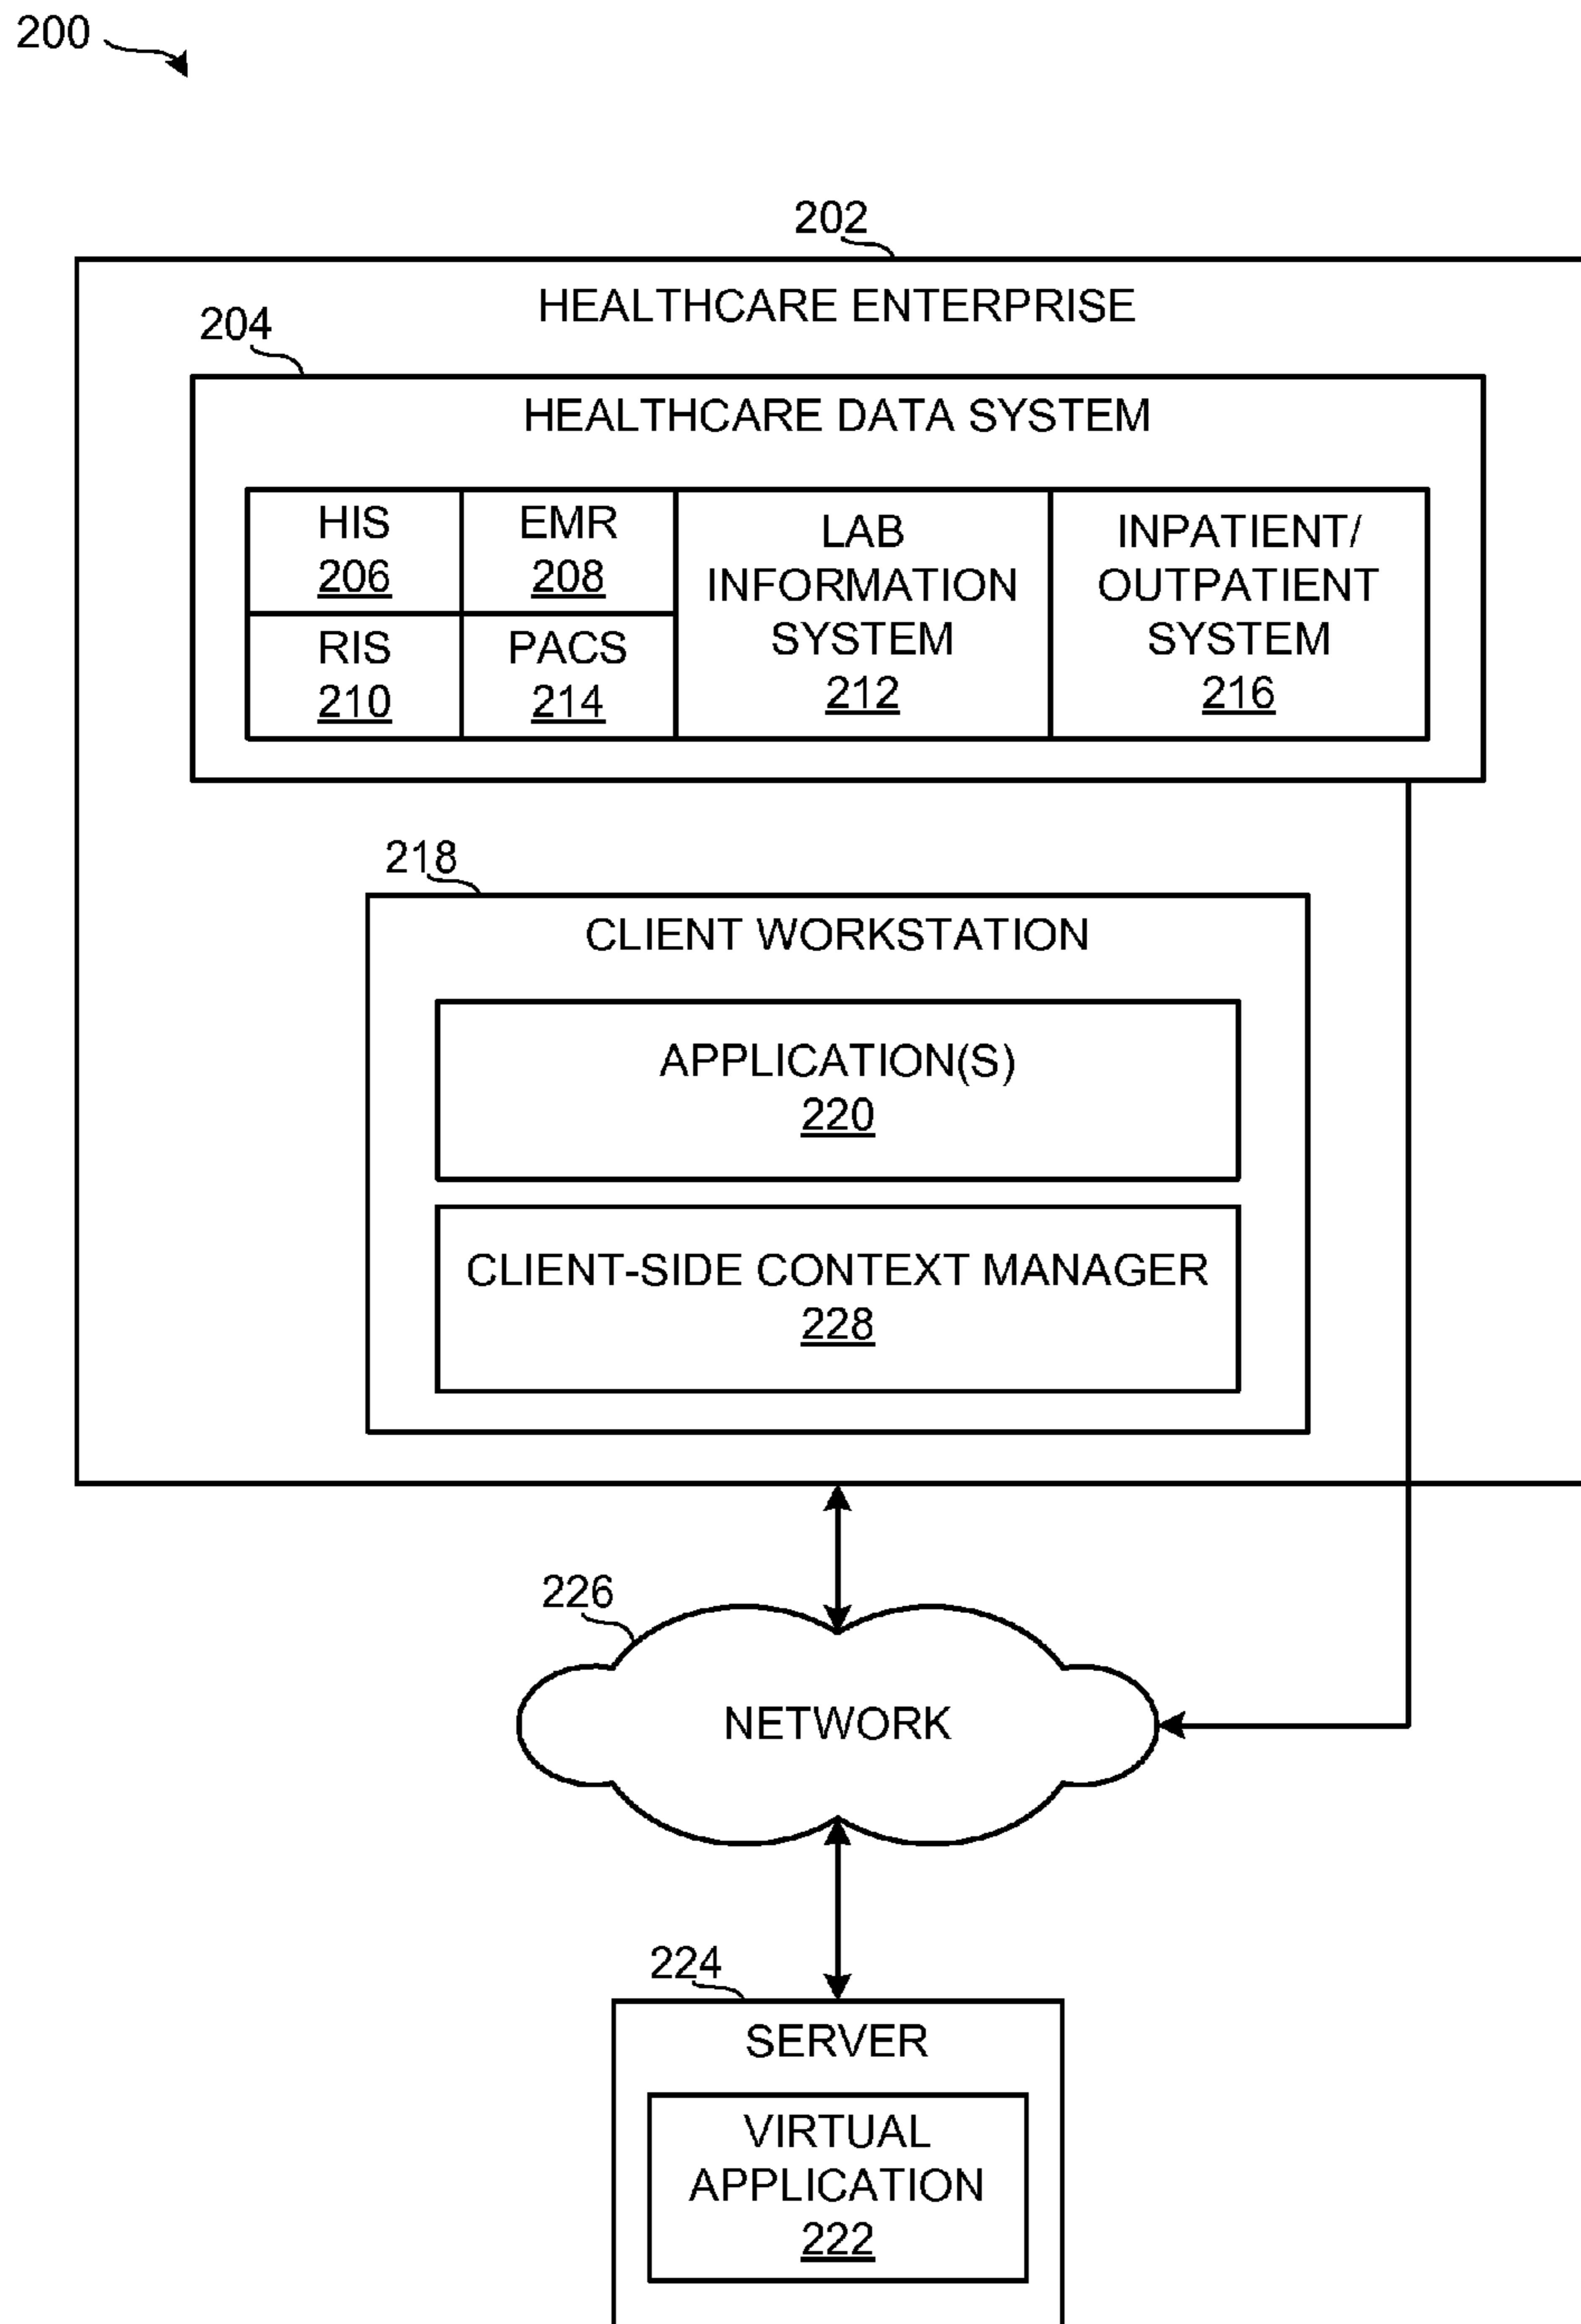 200
202
HEALTHCARE ENTERPRISE
204
HEALTHCARE DATA SYSTEM
HIS
206
EMR
208
RIS
210
PACS
214
LAB
INFORMATION
SYSTEM
212
INPATIENT/
OUTPATIENT
SYSTEM
216
218
CLIENT WORKSTATION
APPLICATION(S)
220
CLIENT-SIDE CONTEXT MANAGER
228
226
NETWORK
224
SERVER
VIRTUAL
APPLICATION
222